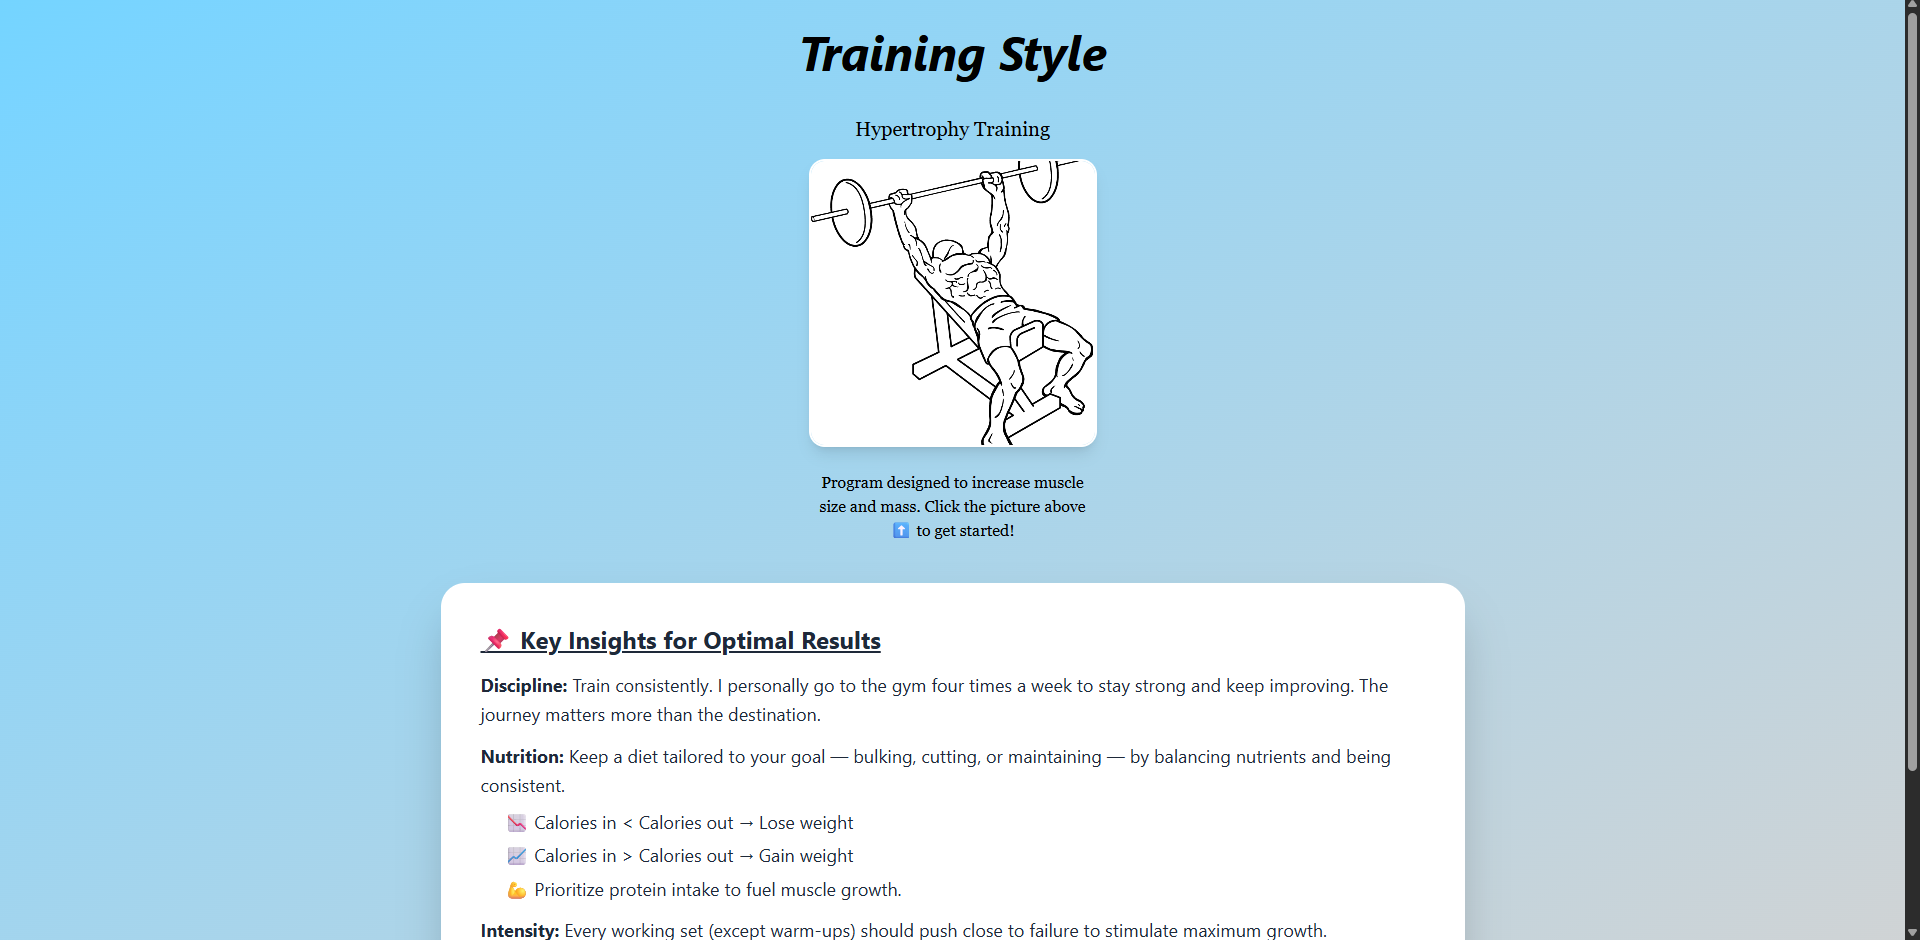 Training Style
Hypertrophy Training
Program designed to increase muscle
size and mass. Click the picture above
⬆️ to get started!
📌 Key Insights for Optimal Results
Discipline: Train consistently. I personally go to the gym four times a week to stay strong and keep improving. The
journey matters more than the destination.
Nutrition: Keep a diet tailored to your goal — bulking, cutting, or maintaining — by balancing nutrients and being
consistent.
📉 Calories in < Calories out → Lose weight
📈 Calories in > Calories out → Gain weight
💪 Prioritize protein intake to fuel muscle growth.
Intensity: Every working set (except warm-ups) should push close to failure to stimulate maximum growth.